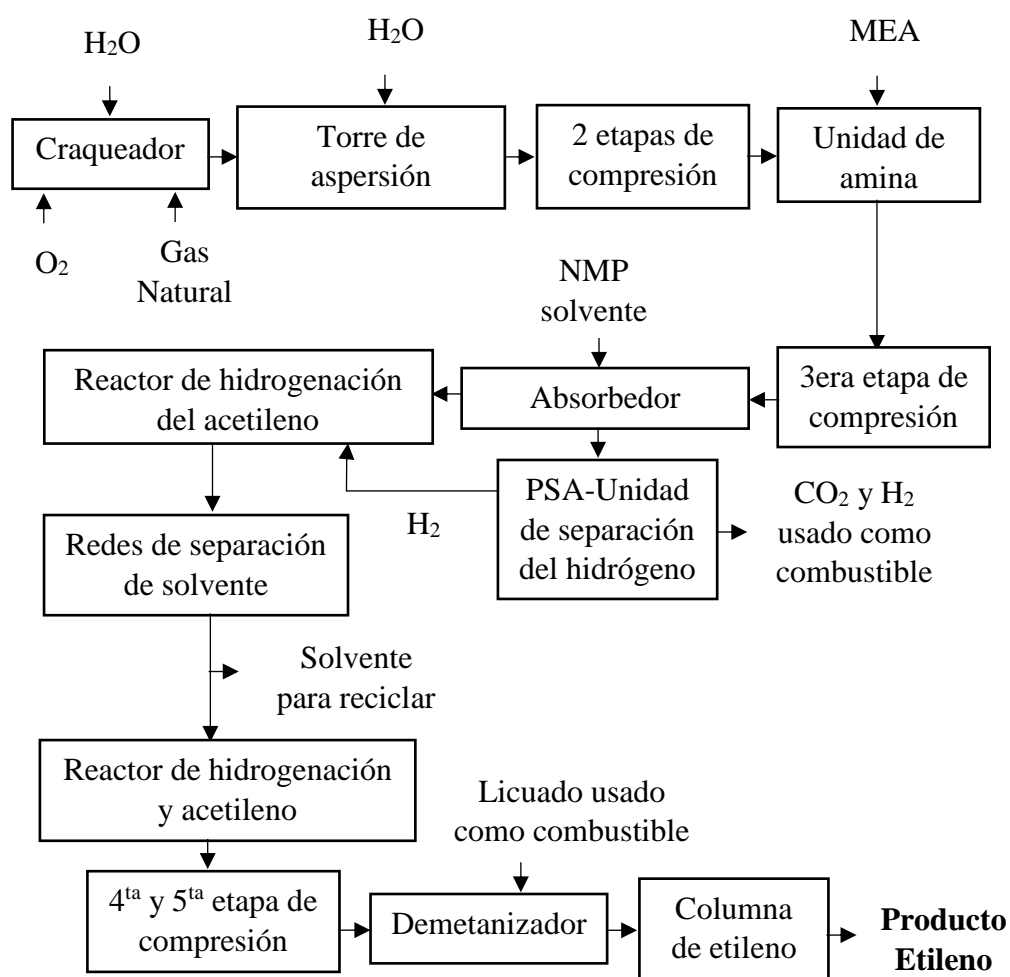 H₂O
H₂O
MEA
Craqueador
Torre de
aspersión
2 etapas de
compresión
Unidad de
amina
O₂
Gas
Natural
NMP
solvente
Reactor de hidrogenación
del acetileno
Absorbedor
3era etapa de
compresión
H₂
PSA-Unidad
de separación
del hidrógeno
CO₂ y H₂
usado como
combustible
Redes de separación
de solvente
Solvente
para reciclar
Reactor de hidrogenación
y acetileno
Licuado usado
como combustible
4ᵗᵃ y 5ᵗᵃ etapa de
compresión
Demetanizador
Columna
de etileno
Producto
Etileno